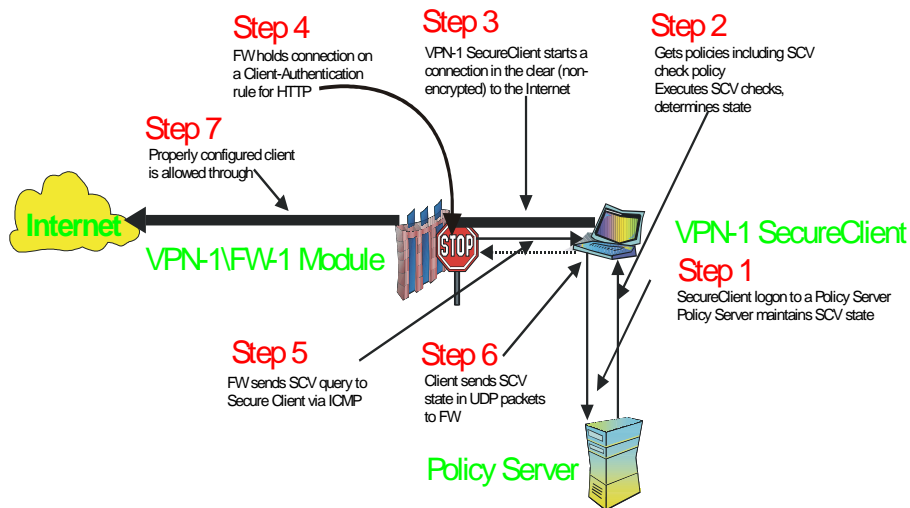 Step 4
FW holds connection on
a Client-Authentication
rule for HTTP
Step 3
VPN-1 SecureClient starts a
connection in the clear (non-
encrypted) to the Internet
Step 2
Gets policies including SCV
check policy
Executes SCV checks,
determines state
Step 7
Properly configured client
is allowed through
Internet
VPN-1\FW-1 Module
STOP
VPN-1 SecureClient
Step 1
SecureClient logon to a Policy Server
Policy Server maintains SCV state
Step 5
FW sends SCV query to
Secure Client via ICMP
Step 6
Client sends SCV
state in UDP packets
to FW
Policy Server